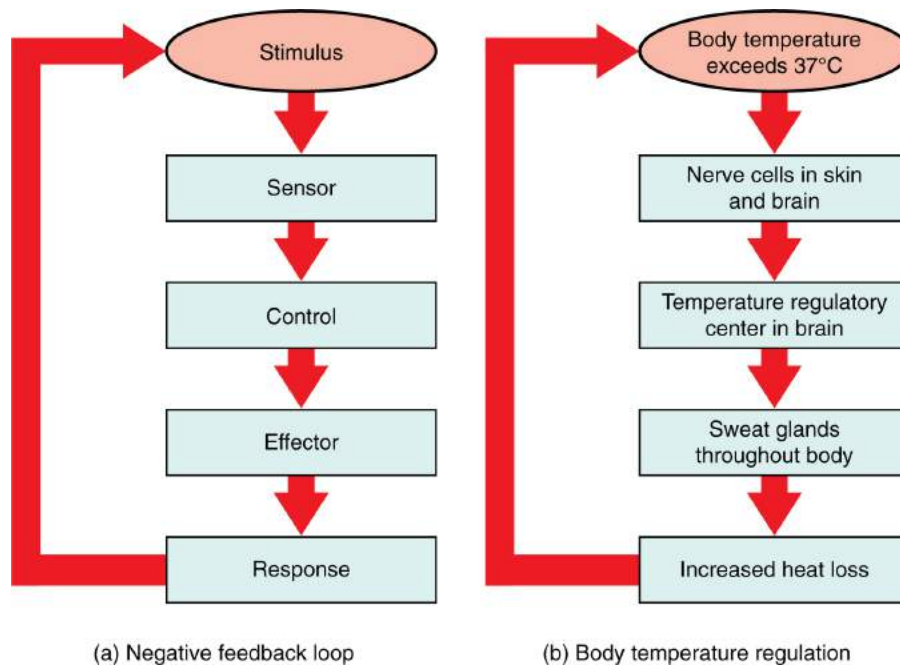 Stimulus
Sensor
Control
Effector
Response
(a) Negative feedback loop
Body temperature
exceeds 37°C
Nerve cells in skin
and brain
Temperature regulatory
center in brain
Sweat glands
throughout body
Increased heat loss
(b) Body temperature regulation